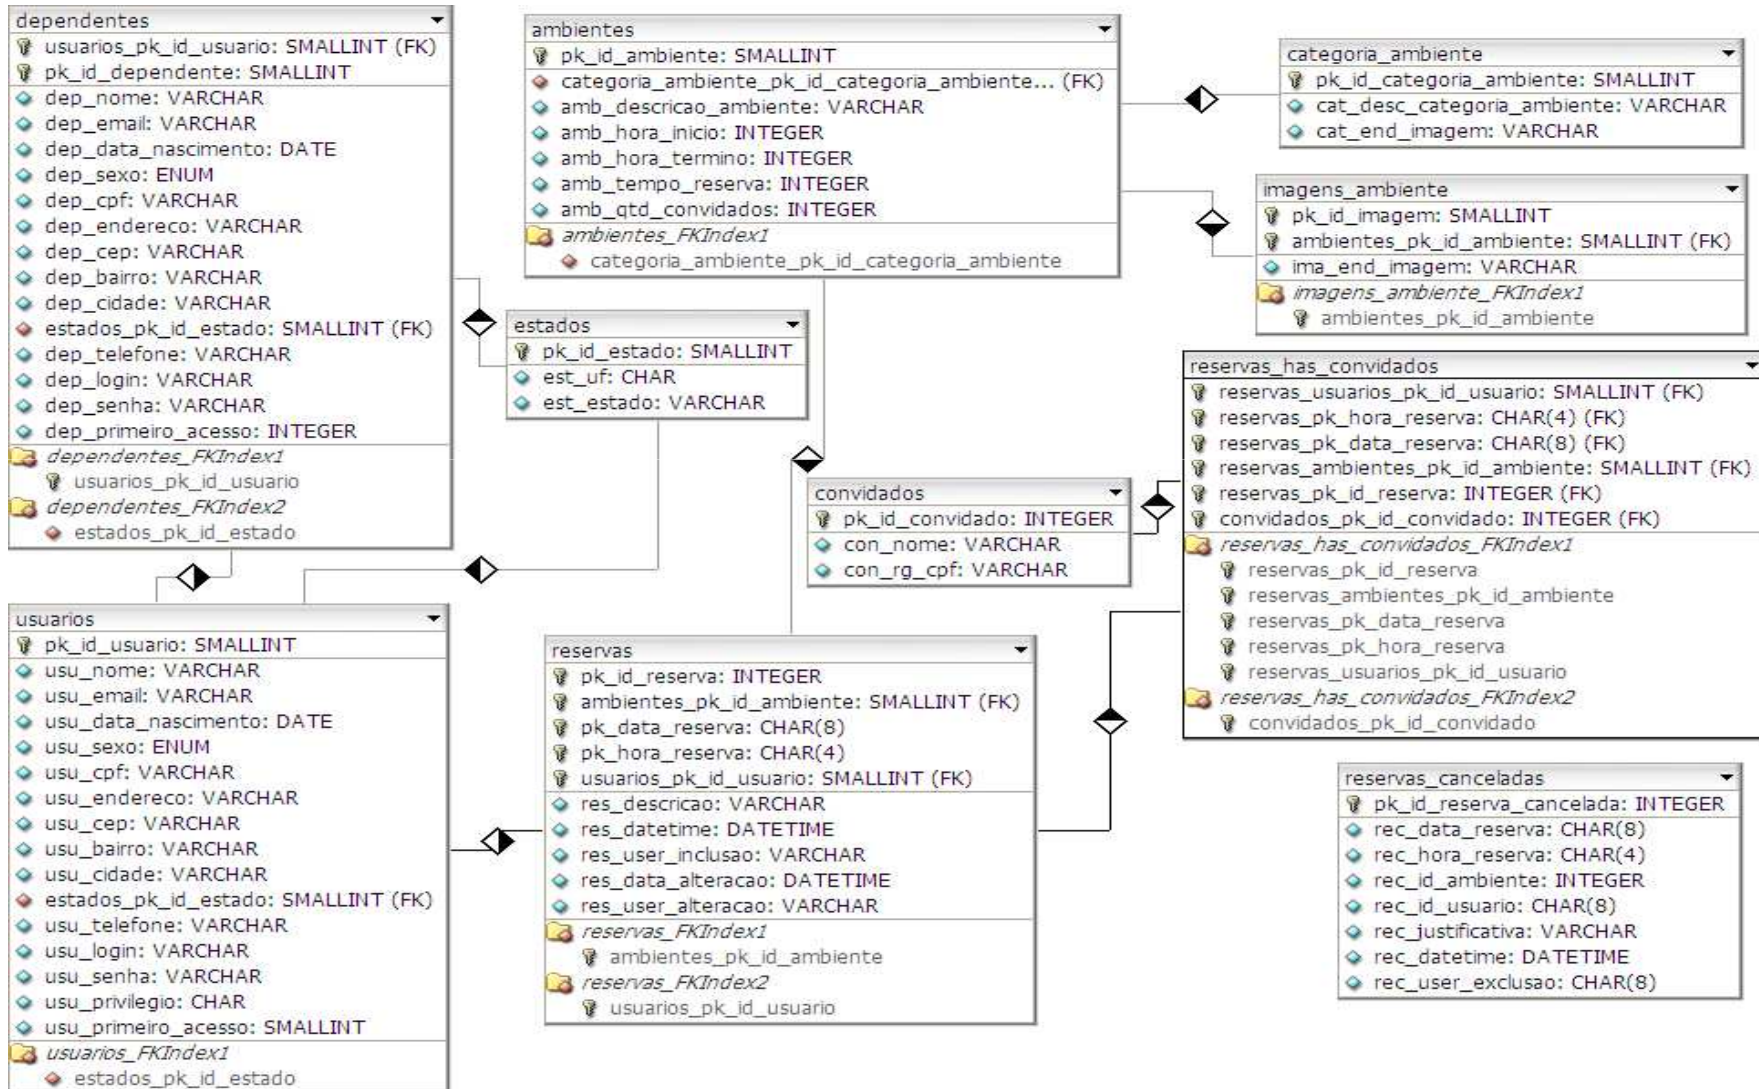 dependentes
usuarios_pk_id_usuario: SMALLINT (FK)
pk_id_dependente: SMALLINT
dep_nome: VARCHAR
dep_email: VARCHAR
dep_data_nascimento: DATE
dep_sexo: ENUM
dep_cpf: VARCHAR
dep_endereco: VARCHAR
dep_cep: VARCHAR
dep_bairro: VARCHAR
dep_cidade: VARCHAR
estados_pk_id_estado: SMALLINT (FK)
dep_telefone: VARCHAR
dep_login: VARCHAR
dep_senha: VARCHAR
dep_primeiro_acesso: INTEGER
dependentes_FKIndex1
usuarios_pk_id_usuario
dependentes_FKIndex2
estados_pk_id_estado
ambientes
pk_id_ambiente: SMALLINT
categoria_ambiente_pk_id_categoria_ambiente... (FK)
amb_descricao_ambiente: VARCHAR
amb_hora_inicio: INTEGER
amb_hora_termino: INTEGER
amb_tempo_reserva: INTEGER
amb_qtd_convidados: INTEGER
ambientes_FKIndex1
categoria_ambiente_pk_id_categoria_ambiente
categoria_ambiente
pk_id_categoria_ambiente: SMALLINT
cat_desc_categoria_ambiente: VARCHAR
cat_end_imagem: VARCHAR
imagens_ambiente
pk_id_imagem: SMALLINT
ambientes_pk_id_ambiente: SMALLINT (FK)
ima_end_imagem: VARCHAR
imagens_ambiente_FKIndex1
ambientes_pk_id_ambiente
estados
pk_id_estado: SMALLINT
est_uf: CHAR
est_estado: VARCHAR
reservas_has_convidados
reservas_usuarios_pk_id_usuario: SMALLINT (FK)
reservas_pk_hora_reserva: CHAR(4) (FK)
reservas_pk_data_reserva: CHAR(8) (FK)
reservas_ambientes_pk_id_ambiente: SMALLINT (FK)
reservas_pk_id_reserva: INTEGER (FK)
convidados_pk_id_convidado: INTEGER (FK)
reservas_has_convidados_FKIndex1
reservas_pk_id_reserva
reservas_ambientes_pk_id_ambiente
reservas_pk_data_reserva
reservas_pk_hora_reserva
reservas_usuarios_pk_id_usuario
reservas_has_convidados_FKIndex2
convidados_pk_id_convidado
convidados
pk_id_convidado: INTEGER
con_nome: VARCHAR
con_rg_cpf: VARCHAR
usuarios
pk_id_usuario: SMALLINT
usu_nome: VARCHAR
usu_email: VARCHAR
usu_data_nascimento: DATE
usu_sexo: ENUM
usu_cpf: VARCHAR
usu_endereco: VARCHAR
usu_cep: VARCHAR
usu_bairro: VARCHAR
usu_cidade: VARCHAR
estados_pk_id_estado: SMALLINT (FK)
usu_telefone: VARCHAR
usu_login: VARCHAR
usu_senha: VARCHAR
usu_privilegio: CHAR
usu_primeiro_acesso: SMALLINT
usuarios_FKIndex1
estados_pk_id_estado
reservas
pk_id_reserva: INTEGER
ambientes_pk_id_ambiente: SMALLINT (FK)
pk_data_reserva: CHAR(8)
pk_hora_reserva: CHAR(4)
usuarios_pk_id_usuario: SMALLINT (FK)
res_descricao: VARCHAR
res_datetime: DATETIME
res_user_inclusao: VARCHAR
res_data_alteracao: DATETIME
res_user_alteracao: VARCHAR
reservas_FKIndex1
ambientes_pk_id_ambiente
reservas_FKIndex2
usuarios_pk_id_usuario
reservas_canceladas
pk_id_reserva_cancelada: INTEGER
rec_data_reserva: CHAR(8)
rec_hora_reserva: CHAR(4)
rec_id_ambiente: INTEGER
rec_id_usuario: CHAR(8)
rec_justificativa: VARCHAR
rec_datetime: DATETIME
rec_user_exclusao: CHAR(8)